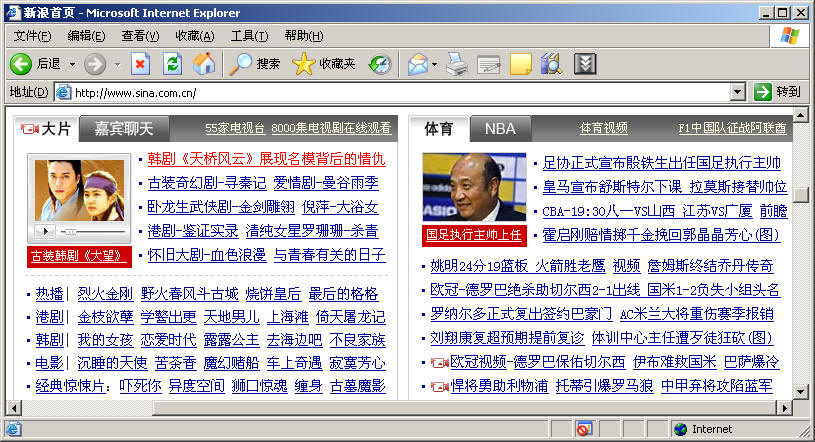 新浪首页 - Microsoft Internet Explorer
文件(F) 编辑(E) 查看(V) 收藏(A) 工具(T) 帮助(H)
后退 搜索 收藏夹
地址(D) http://www.sina.com.cn/ 转到
大片 嘉宾聊天 55家电视台 8000集电视剧在线观看
韩剧《天桥风云》展现名模背后的情仇
古装奇幻剧-寻秦记 爱情剧-曼谷雨季
卧龙生武侠剧-金剑雕翎 倪萍-大浴女
港剧-鉴证实录 清纯女星罗珊珊-杀青
古装韩剧《大望》
怀旧大剧-血色浪漫 与青春有关的日子
热播| 烈火金刚 野火春风斗古城 烧饼皇后 最后的格格
港剧| 金枝欲孽 学警出更 天地男儿 上海滩 倚天屠龙记
韩剧| 我的女孩 恋爱时代 露露公主 去海边吧 不良家族
电影| 沉睡的天使 苦茶香 魔幻赌船 车上奇遇 寂寞芳心
经典惊悚片: 吓死你 异度空间 狮口惊魂 缠身 古墓魔影
体育 NBA 体育视频 F1中国队征战阿联酋
足协正式宣布殷铁生出任国足执行主帅
皇马宣布舒斯特尔下课 拉莫斯接替帅位
CBA-19:30八一VS山西 江苏VS广厦 前瞻
国足执行主帅上任
霍启刚赔情掷千金挽回郭晶晶芳心(图)
姚明24分19篮板 火箭胜老鹰 视频 詹姆斯终结乔丹传奇
欧冠-德罗巴绝杀助切尔西2-1出线 国米1-2负失小组头名
罗纳尔多正式复出签约巴蒙门 AC米兰大将重伤赛季报销
刘翔康复超预期提前复诊 体训中心主任遭歹徒狂砍(图)
欧冠视频-德罗巴保佑切尔西 伊布难救国米 巴萨爆冷
悍将勇助利物浦 托蒂引爆罗马狼 中甲弃将攻陷蓝军
Internet